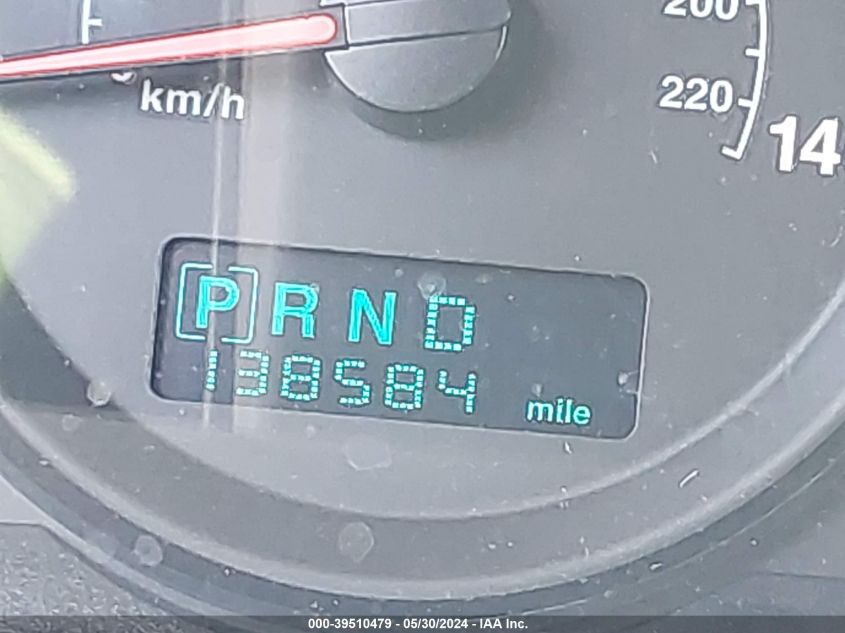 200
km/h
220
14
[P] R N D
138584 mile
000-39510479 - 05/30/2024 - IAA Inc.